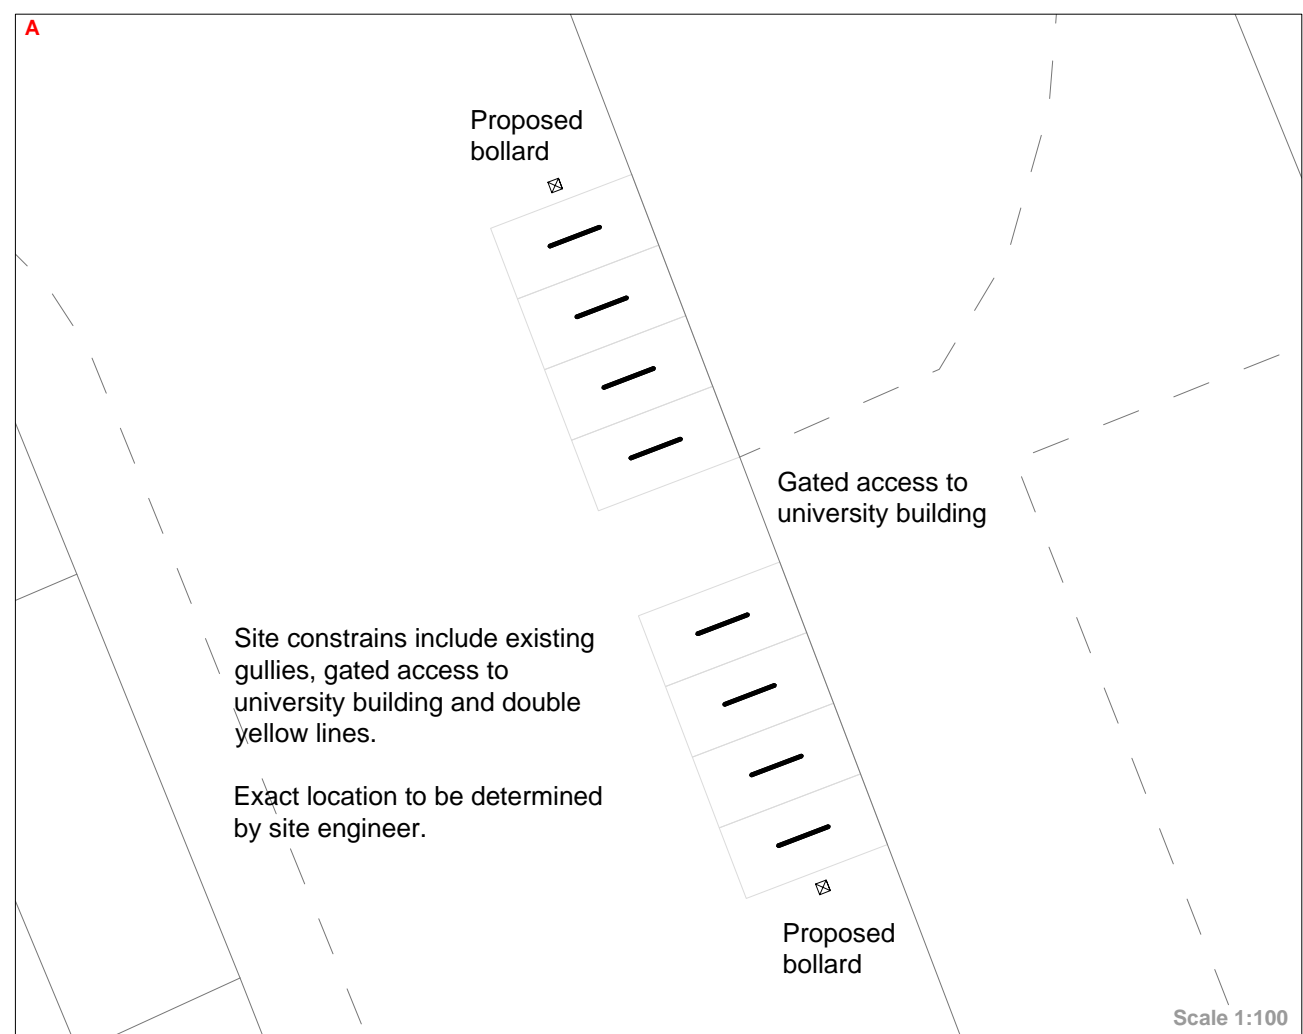 A
Proposed
bollard
Gated access to
university building
Site constrains include existing
gullies, gated access to
university building and double
yellow lines.
Exact location to be determined
by site engineer.
Proposed
bollard
Scale 1:100